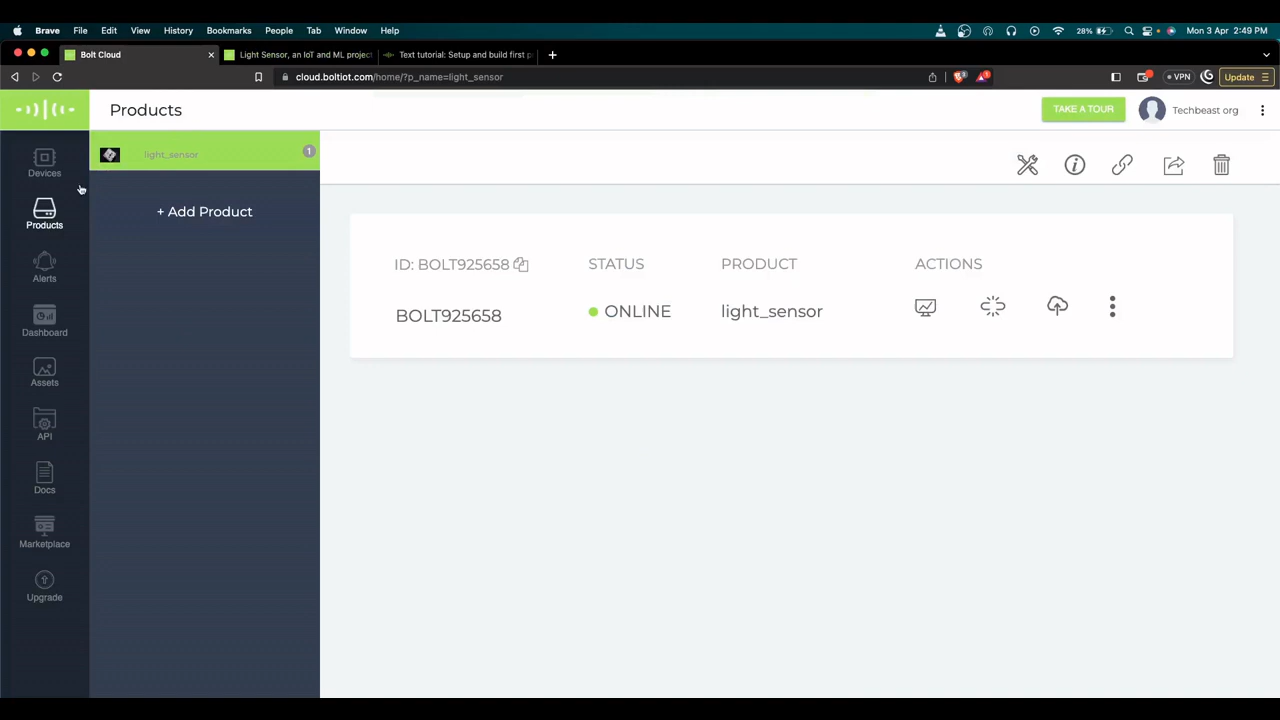 Brave File Edit View History Bookmarks People Tab Window Help 28% Mon 3 Apr 2:49 PM
Bolt Cloud Light Sensor, an IoT and ML project Text tutorial: Setup and build first p
cloud.boltiot.com/home/?p_name=light_sensor VPN Update
Products TAKE A TOUR Techbeast org
light_sensor 1
+ Add Product
Devices
Products
Alerts
Dashboard
Assets
API
Docs
Marketplace
Upgrade
ID: BOLT925658 STATUS PRODUCT ACTIONS
BOLT925658 ONLINE light_sensor